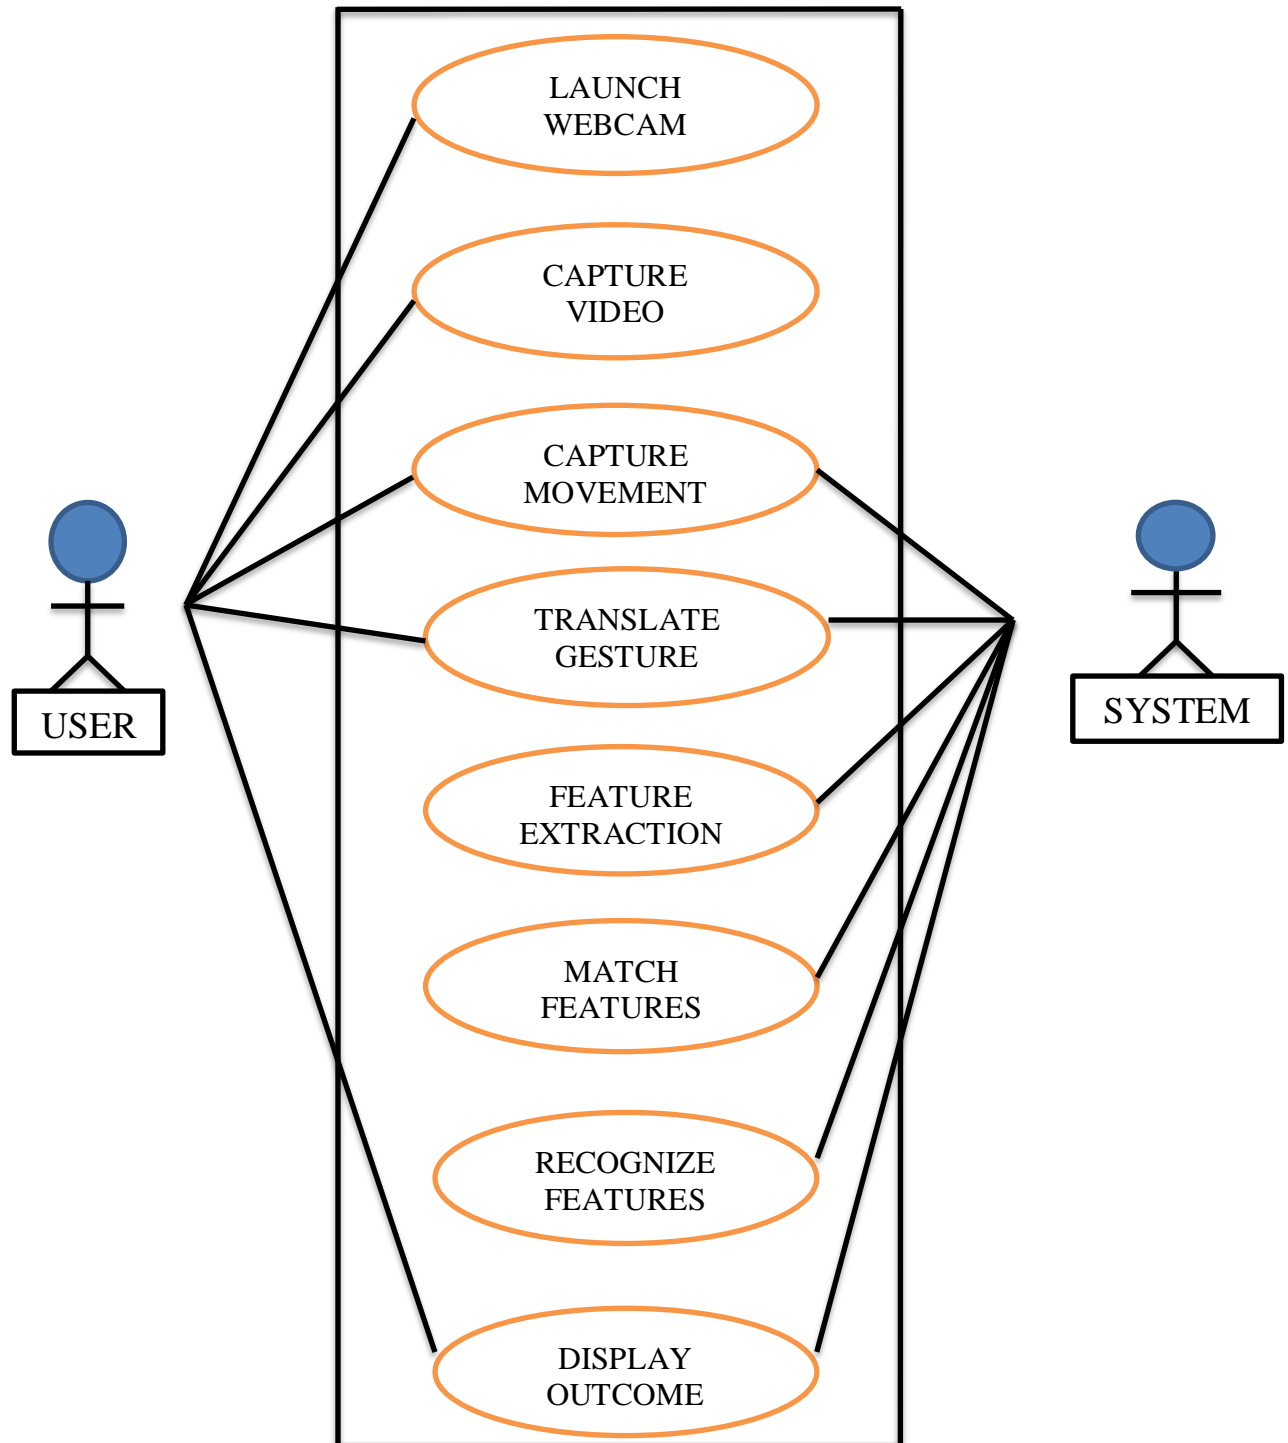 LAUNCH
WEBCAM
CAPTURE
VIDEO
CAPTURE
MOVEMENT
TRANSLATE
GESTURE
USER
SYSTEM
FEATURE
EXTRACTION
MATCH
FEATURES
RECOGNIZE
FEATURES
DISPLAY
OUTCOME